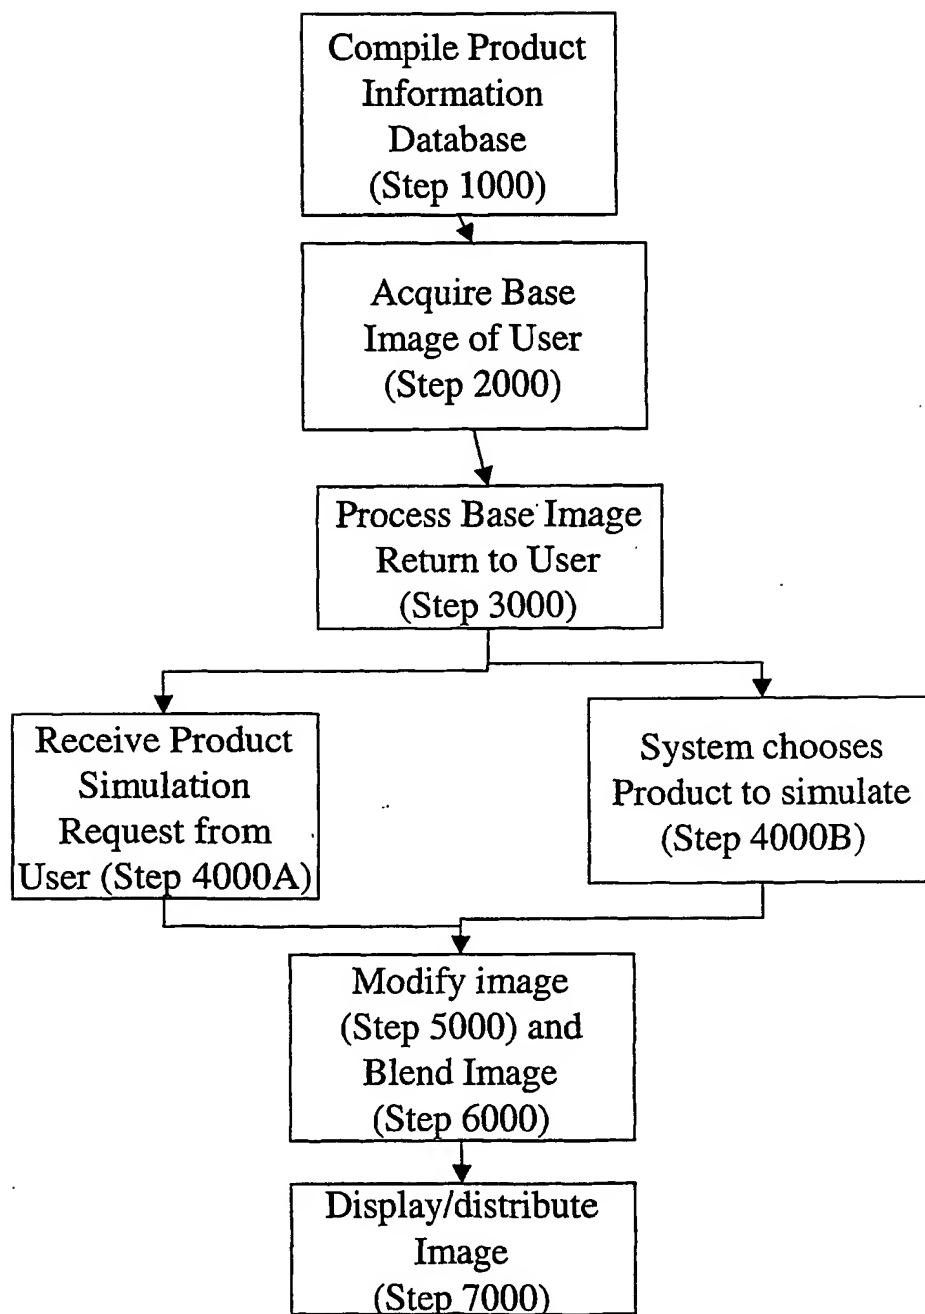 Compile Product
Information
Database
(Step 1000)
Acquire Base
Image of User
(Step 2000)
Process Base Image
Return to User
(Step 3000)
Receive Product
Simulation
Request from
User (Step 4000A)
System chooses
Product to simulate
(Step 4000B)
Modify image
(Step 5000) and
Blend Image
(Step 6000)
Display/distribute
Image
(Step 7000)